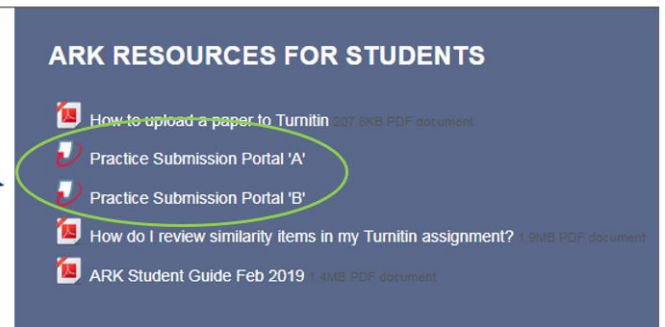 ARK RESOURCES FOR STUDENTS
How to upload a paper to Turnitin 207.8KB PDF document
Practice Submission Portal 'A'
Practice Submission Portal 'B'
How do I review similarity items in my Turnitin assignment? 1.9MB PDF document
ARK Student Guide Feb 2019 1.4MB PDF document